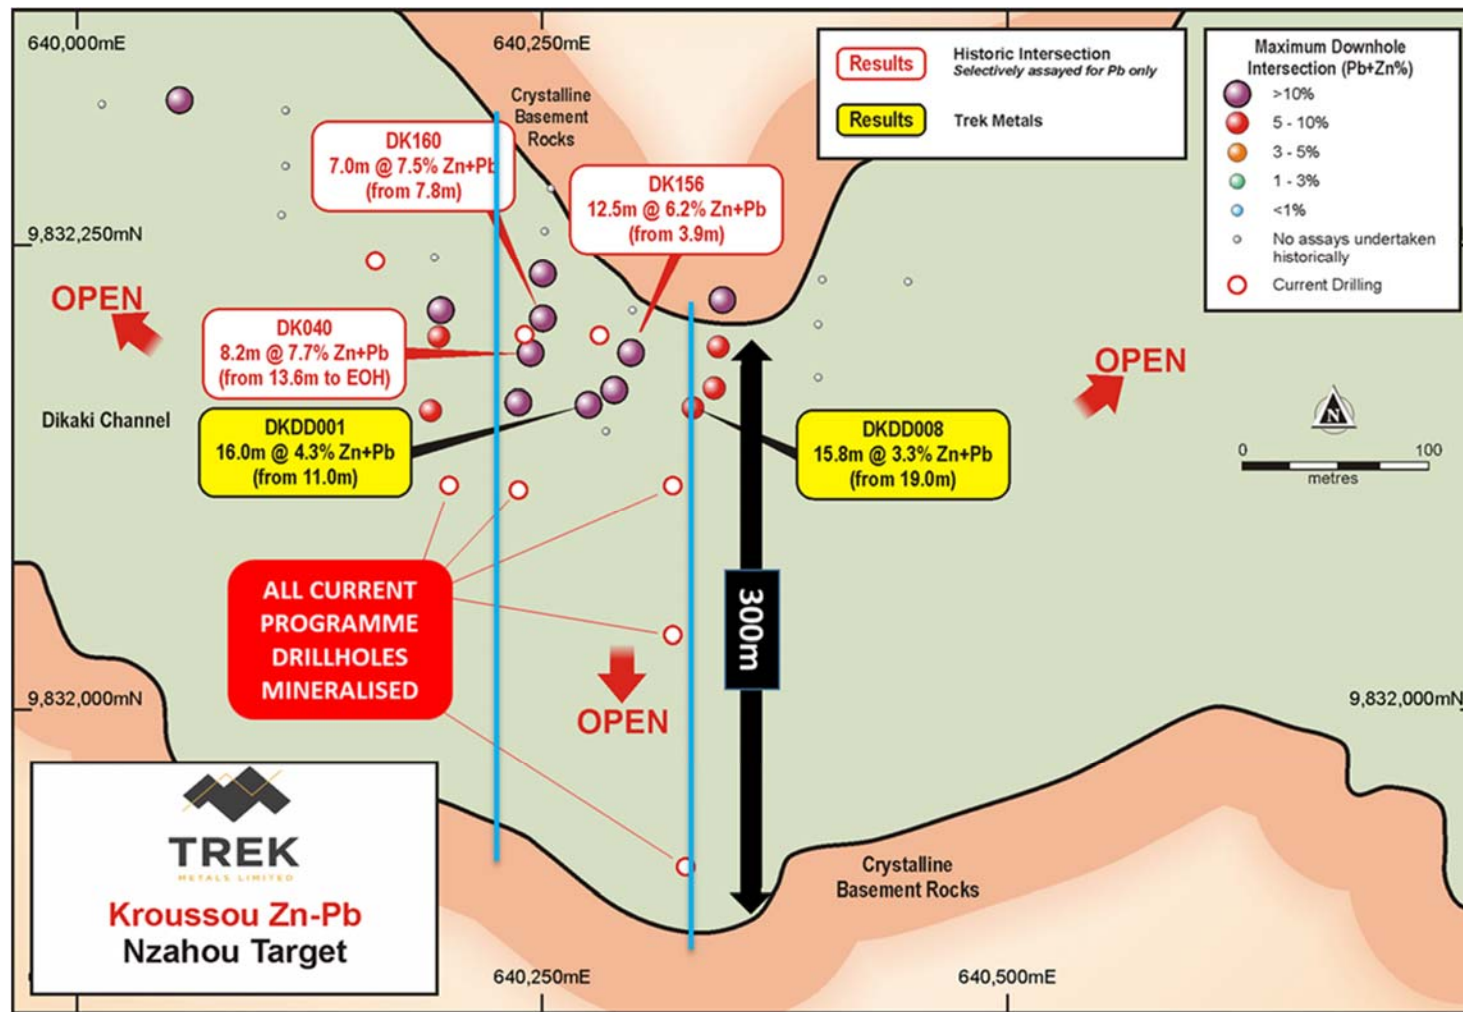 640,000mE
640,250mE
Crystalline
Basement
Rocks
Results
Historic Intersection
Selectively assayed for Pb only
Results
Trek Metals
Maximum Downhole
Intersection (Pb+Zn%)
>10%
5 - 10%
3 - 5%
1 - 3%
<1%
No assays undertaken
historically
Current Drilling
DK160
7.0m @ 7.5% Zn+Pb
(from 7.8m)
DK156
12.5m @ 6.2% Zn+Pb
(from 3.9m)
9,832,250mN
OPEN
DK040
8.2m @ 7.7% Zn+Pb
(from 13.6m to EOH)
OPEN
Dikaki Channel
DKDD001
16.0m @ 4.3% Zn+Pb
(from 11.0m)
DKDD008
15.8m @ 3.3% Zn+Pb
(from 19.0m)
N
0 100
metres
ALL CURRENT
PROGRAMME
DRILLHOLES
MINERALISED
300m
OPEN
9,832,000mN
9,832,000mN
TREK
METALS LIMITED
Kroussou Zn-Pb
Nzahou Target
Crystalline
Basement Rocks
640,250mE
640,500mE